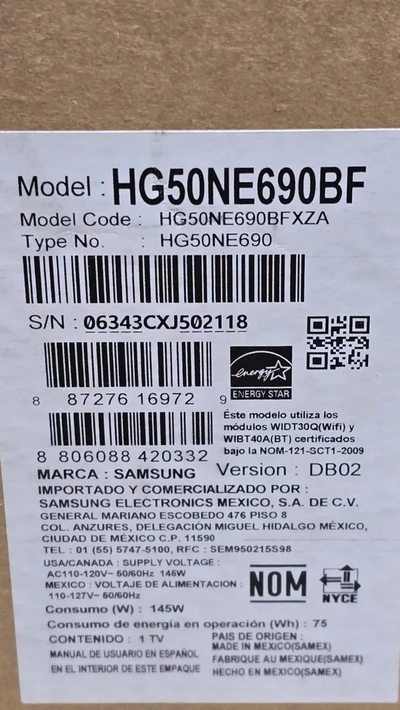 Model : HG50NE690BF
Model Code : HG50NE690BFXZA
Type No. : HG50NE690
S/N : 06343CXJ502118
8 87276 16972 9
energy
ENERGY STAR
8 806088 420332
Este modelo utiliza los
módulos WIDT30Q(Wifi) y
WIBT40A(BT) certificados
bajo la NOM-121-SCT1-2009
MARCA : SAMSUNG Version : DB02
IMPORTADO Y COMERCIALIZADO POR :
SAMSUNG ELECTRONICS MEXICO, S.A. DE C.V.
GENERAL MARIANO ESCOBEDO 476 PISO 8
COL. ANZURES, DELEGACIÓN MIGUEL HIDALGO MÉXICO,
CIUDAD DE MÉXICO C.P. 11590
TEL : 01 (55) 5747-5100, RFC : SEM950215S98
USA/CANADA : SUPPLY VOLTAGE :
AC110-120V~ 50/60Hz 145W
MEXICO : VOLTAJE DE ALIMENTACION :
110-127V~ 50/60Hz
NOM
NYCE
Consumo (W) : 145W
Consumo de energía en operación (Wh) : 75
CONTENIDO : 1 TV
MANUAL DE USUARIO EN ESPAÑOL
EN EL INTERIOR DE ESTE EMPAQUE
PAIS DE ORIGEN :
MADE IN MEXICO(SAMEX)
FABRIQUE AU MEXIQUE(SAMEX)
HECHO EN MEXICO(SAMEX)